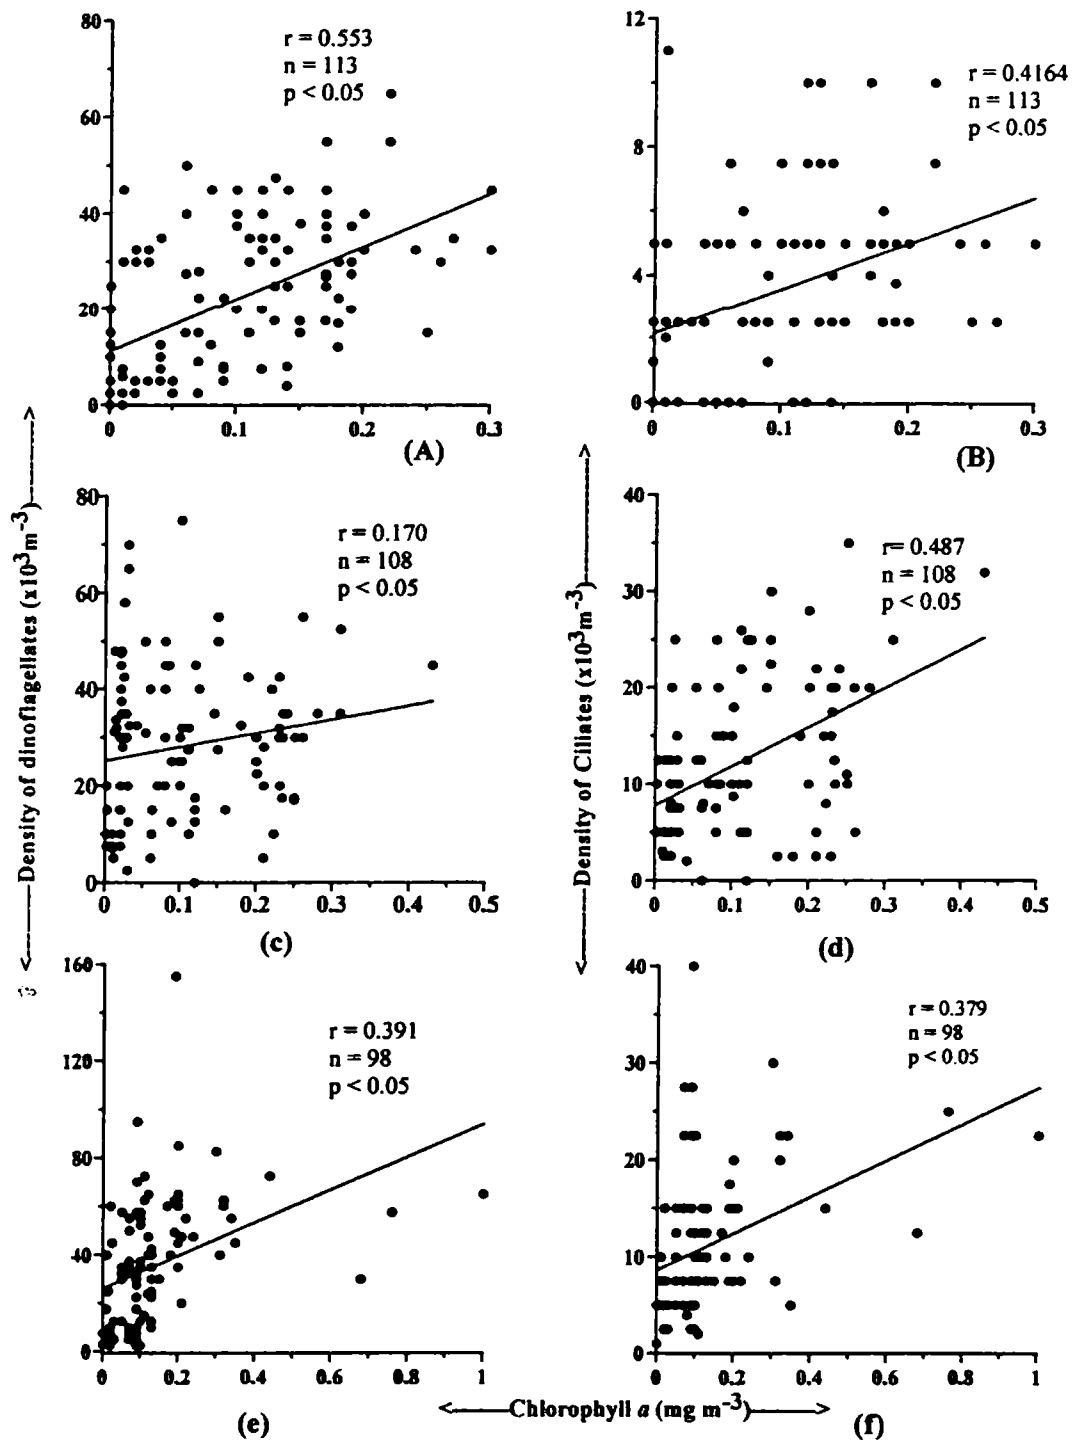 80
60
40
20
0
0
0.1
0.2
0.3
r = 0.553
n = 113
p < 0.05
(A)
12
8
4
0
0
0.1
0.2
0.3
r = 0.4164
n = 113
p < 0.05
(B)
Density of dinoflagellates (x10³m⁻³)
80
60
40
20
0
0
0.1
0.2
0.3
0.4
0.5
r = 0.170
n = 108
p < 0.05
(c)
Density of Ciliates (x10³m⁻³)
40
30
20
10
0
0
0.1
0.2
0.3
0.4
0.5
r= 0.487
n = 108
p < 0.05
(d)
160
120
80
40
0
0
0.2
0.4
0.6
0.8
1
r = 0.391
n = 98
p < 0.05
(e)
40
30
20
10
0
0
0.2
0.4
0.6
0.8
1
r = 0.379
n = 98
p < 0.05
(f)
Chlorophyll a (mg m⁻³)